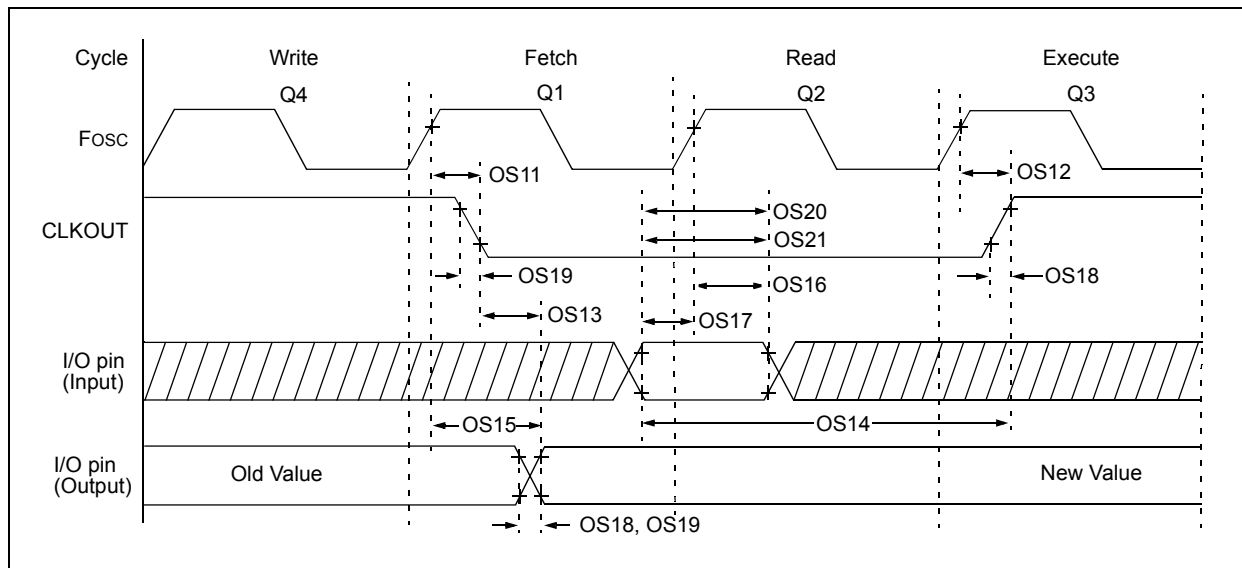 Cycle Write Fetch Read Execute
Q4 Q1 Q2 Q3
FOSC
OS11 OS12
OS20
CLKOUT
OS21
OS19 OS16 OS18
OS13 OS17
I/O pin
(Input)
OS15 OS14
I/O pin
(Output)
Old Value New Value
OS18, OS19